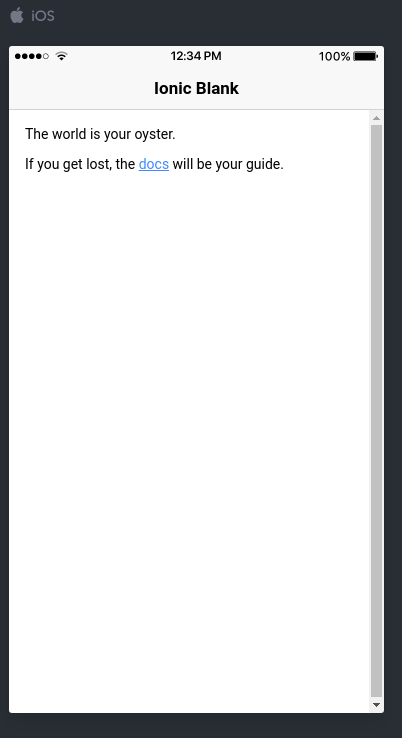 iOS
12:34 PM
100%
Ionic Blank
The world is your oyster.
If you get lost, the docs will be your guide.